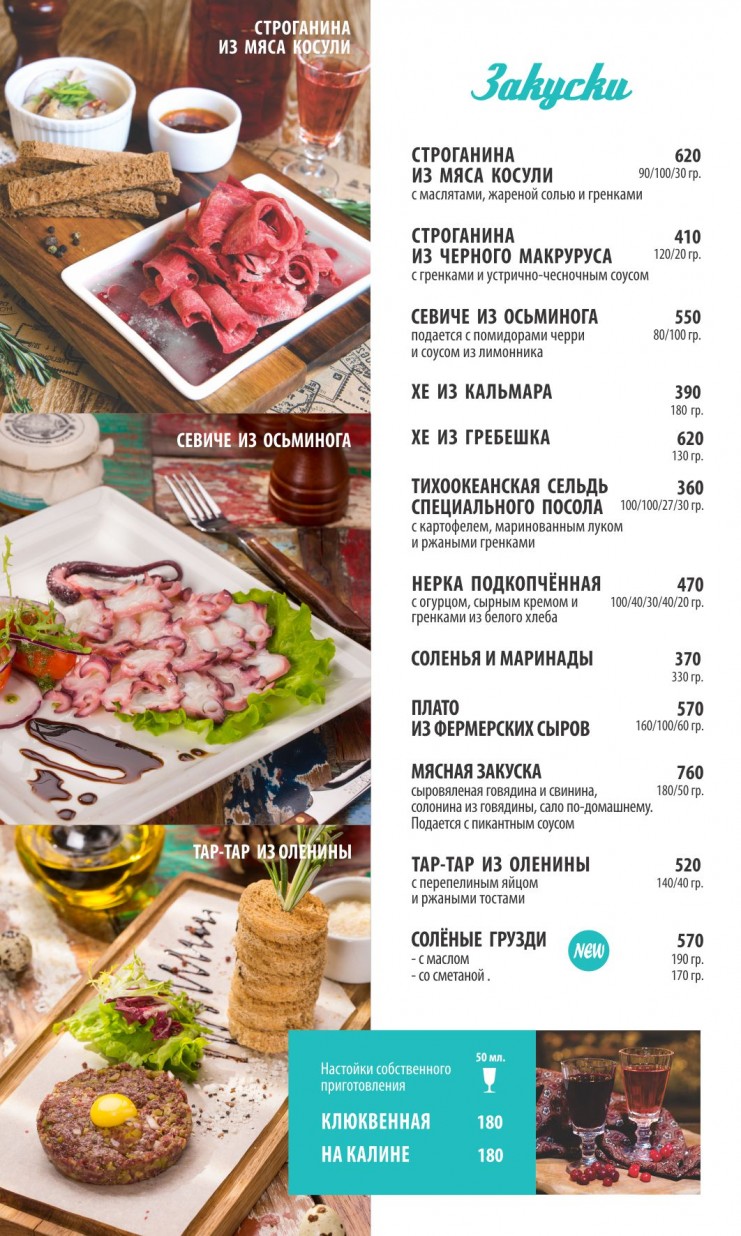 СТРОГАНИНА
ИЗ МЯСА КОСУЛИ
СЕВИЧЕ ИЗ ОСЬМИНОГА
ТАР-ТАР ИЗ ОЛЕНИНЫ
Закуски
СТРОГАНИНА 620
ИЗ МЯСА КОСУЛИ 90/100/30 гр.
с маслятами, жареной солью и гренками
СТРОГАНИНА 410
ИЗ ЧЕРНОГО МАКРУРУСА 120/20 гр.
с гренками и устрично-чесночным соусом
СЕВИЧЕ ИЗ ОСЬМИНОГА 550
подается с помидорами черри 80/100 гр.
и соусом из лимонника
ХЕ ИЗ КАЛЬМАРА 390
180 гр.
ХЕ ИЗ ГРЕБЕШКА 620
130 гр.
ТИХООКЕАНСКАЯ СЕЛЬДЬ 360
СПЕЦИАЛЬНОГО ПОСОЛА 100/100/27/30 гр.
с картофелем, маринованным луком
и ржаными гренками
НЕРКА ПОДКОПЧЁННАЯ 470
с огурцом, сырным кремом и 100/40/30/40/20 гр.
гренками из белого хлеба
СОЛЕНЬЯ И МАРИНАДЫ 370
330 гр.
ПЛАТО 570
ИЗ ФЕРМЕРСКИХ СЫРОВ 160/100/60 гр.
МЯСНАЯ ЗАКУСКА 760
сыровяленая говядина и свинина, 180/50 гр.
солонина из говядины, сало по-домашнему.
Подается с пикантным соусом
ТАР-ТАР ИЗ ОЛЕНИНЫ 520
с перепелиным яйцом 140/40 гр.
и ржаными тостами
СОЛЁНЫЕ ГРУЗДИ NEW 570
- с маслом 190 гр.
- со сметаной . 170 гр.
50 мл.
Настойки собственного
приготовления
КЛЮКВЕННАЯ 180
НА КАЛИНЕ 180